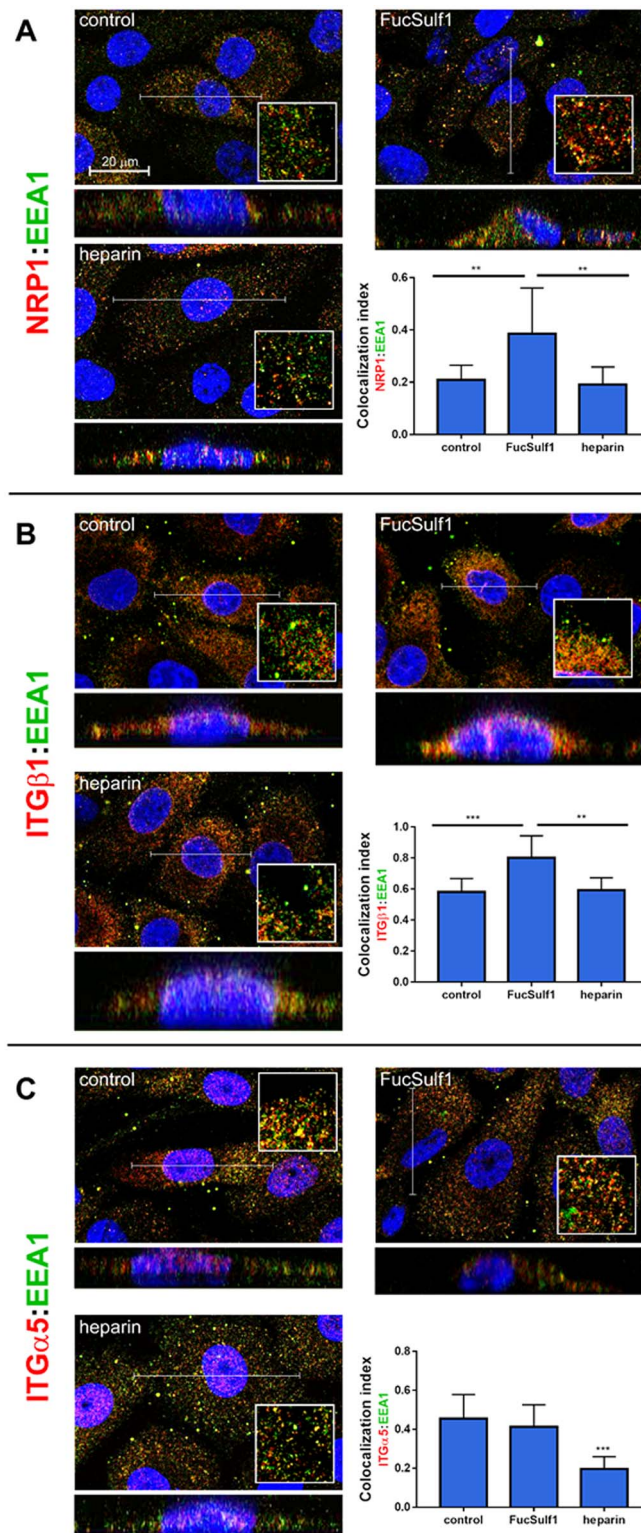 A
control
FucSulf1
20 μm
NRP1:EEA1
heparin
Colocalization index
NRP1:EEA1
0.6
0.4
0.2
0.0
**
**
control
FucSulf1
heparin
B
control
FucSulf1
ITGβ1:EEA1
heparin
Colocalization index
ITGβ1:EEA1
1.0
0.8
0.6
0.4
0.2
0.0
***
**
control
FucSulf1
heparin
C
control
FucSulf1
ITGα5:EEA1
heparin
Colocalization index
ITGα5:EEA1
0.8
0.6
0.4
0.2
0.0
***
control
FucSulf1
heparin